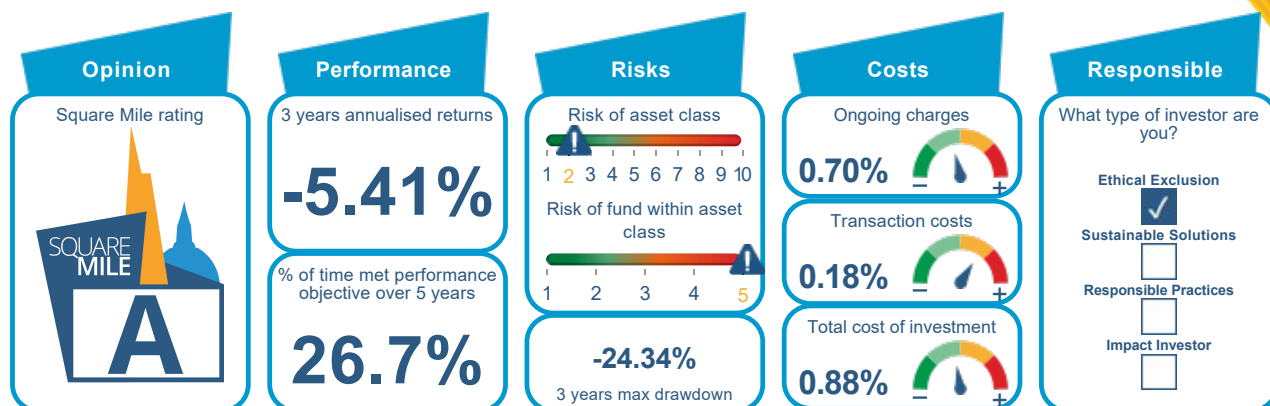 Opinion
Square Mile rating
SQUARE
MILE
A
Performance
3 years annualised returns
-5.41%
% of time met performance
objective over 5 years
26.7%
Risks
Risk of asset class
1 2 3 4 5 6 7 8 9 10
Risk of fund within asset
class
1 2 3 4 5
-24.34%
3 years max drawdown
Costs
Ongoing charges
0.70%
− +
Transaction costs
0.18%
− +
Total cost of investment
0.88%
− +
Responsible
What type of investor are
you?
Ethical Exclusion
Sustainable Solutions
Responsible Practices
Impact Investor